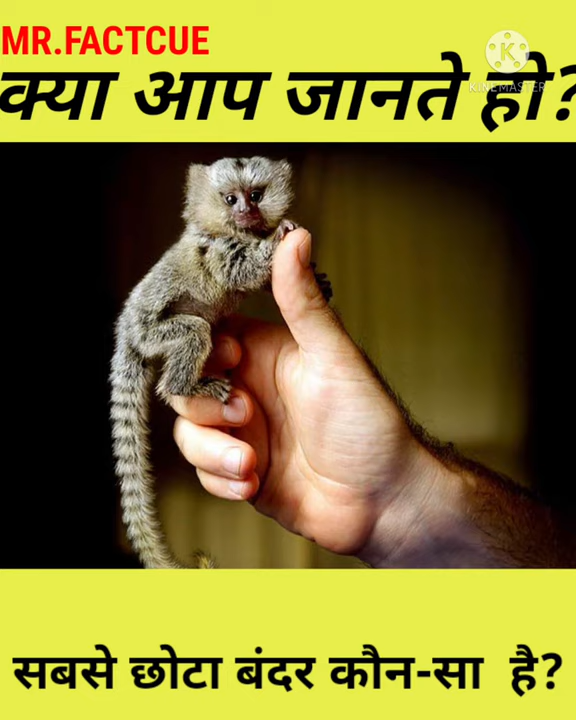 MR.FACTCUE
KINEMASTER
क्या आप जानते हो?
सबसे छोटा बंदर कौन-सा है?